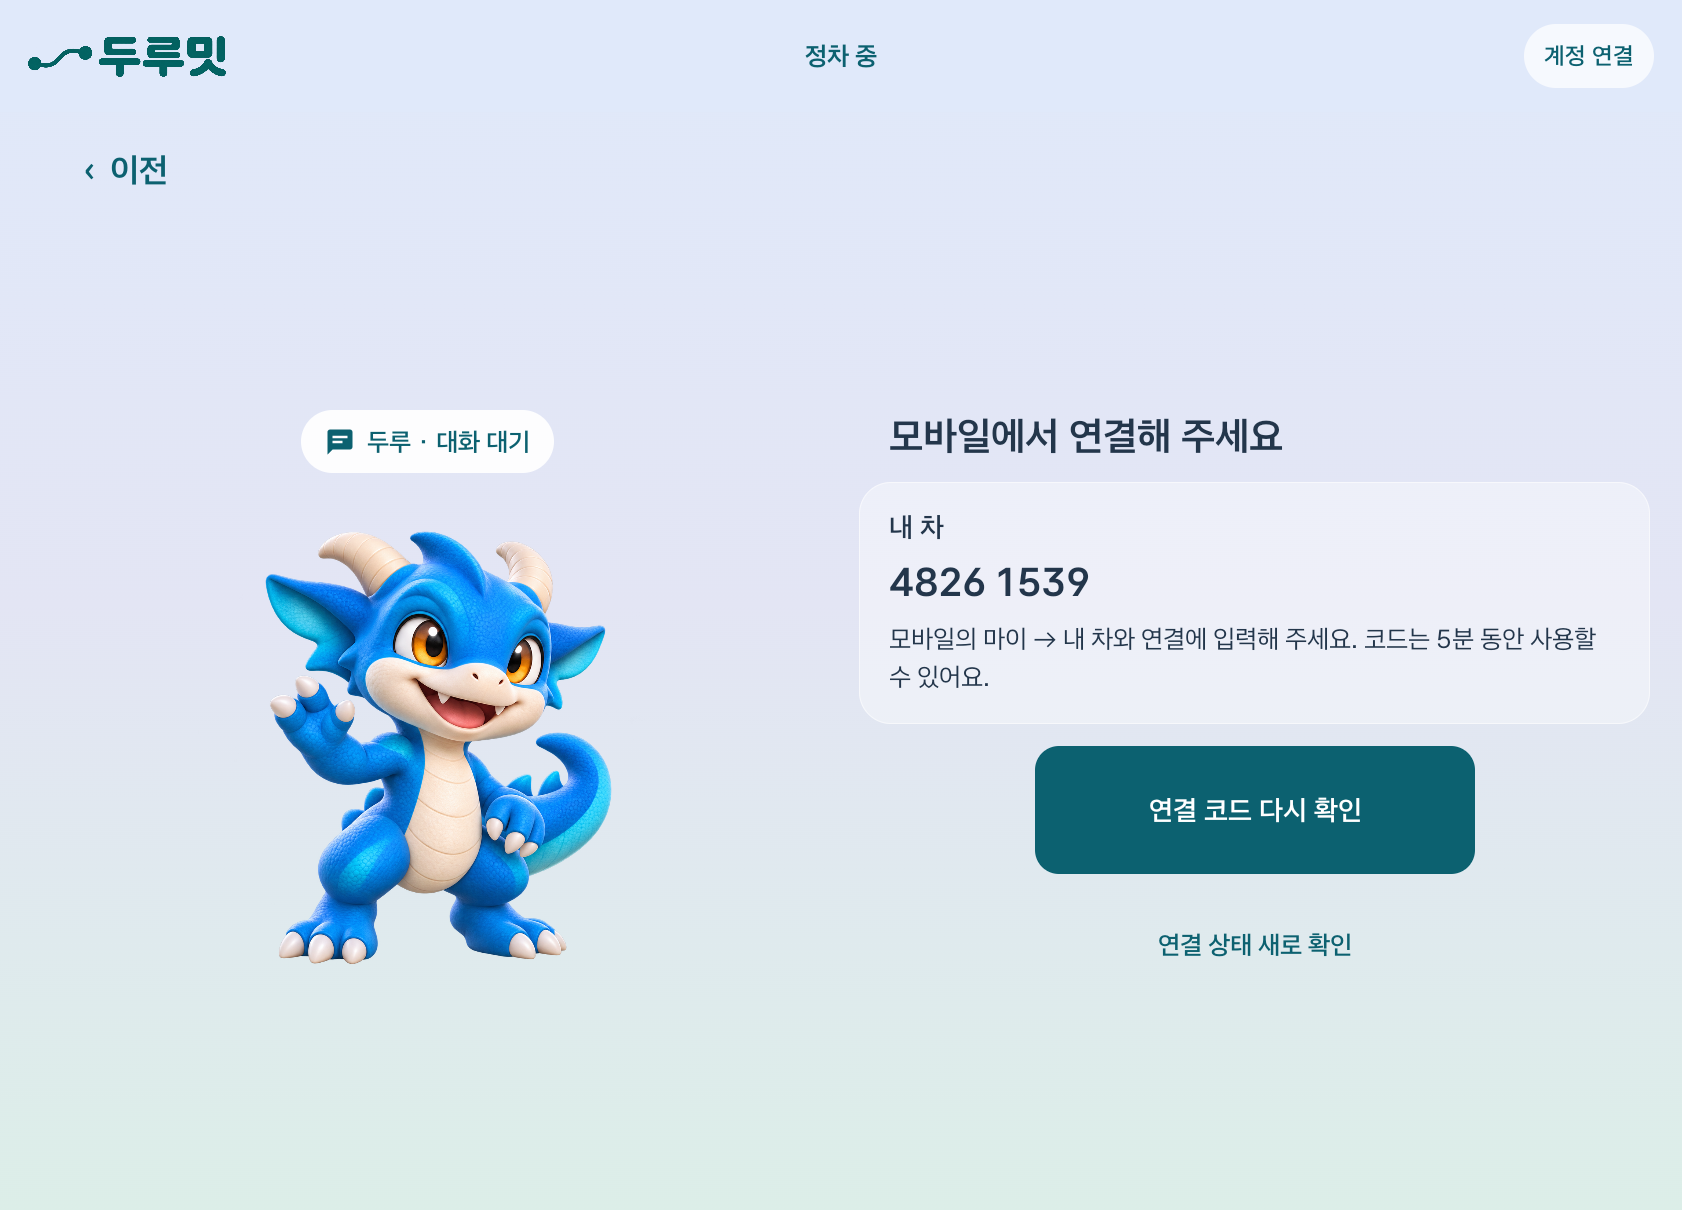 두루밋
정차 중
계정 연결
‹ 이전
두루 · 대화 대기
모바일에서 연결해 주세요
내 차
4826 1539
모바일의 마이 → 내 차와 연결에 입력해 주세요. 코드는 5분 동안 사용할
수 있어요.
연결 코드 다시 확인
연결 상태 새로 확인